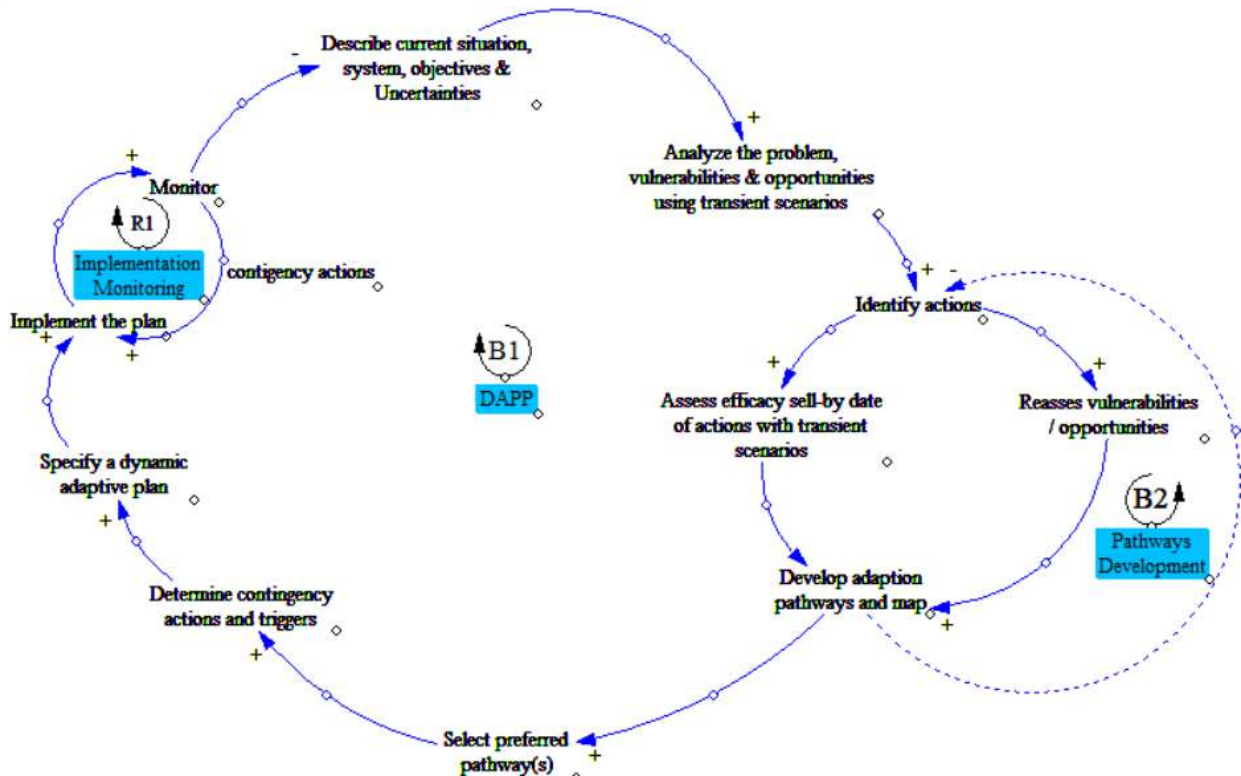 Describe current situation,
system, objectives &
Uncertainties
-
+
Analyze the problem,
vulnerabilities & opportunities
using transient scenarios
+
Monitor
R1
Implementation
Monitoring
contigency actions
Implement the plan
+
+
+ -
Identify actions
B1
DAPP
+
Assess efficacy sell-by date
of actions with transient
scenarios
+
Reasses vulnerabilities
/ opportunities
Specify a dynamic
adaptive plan
+
B2
Pathways
Development
Develop adaption
pathways and map
+
Determine contingency
actions and triggers
+
Select preferred
pathway(s)
+